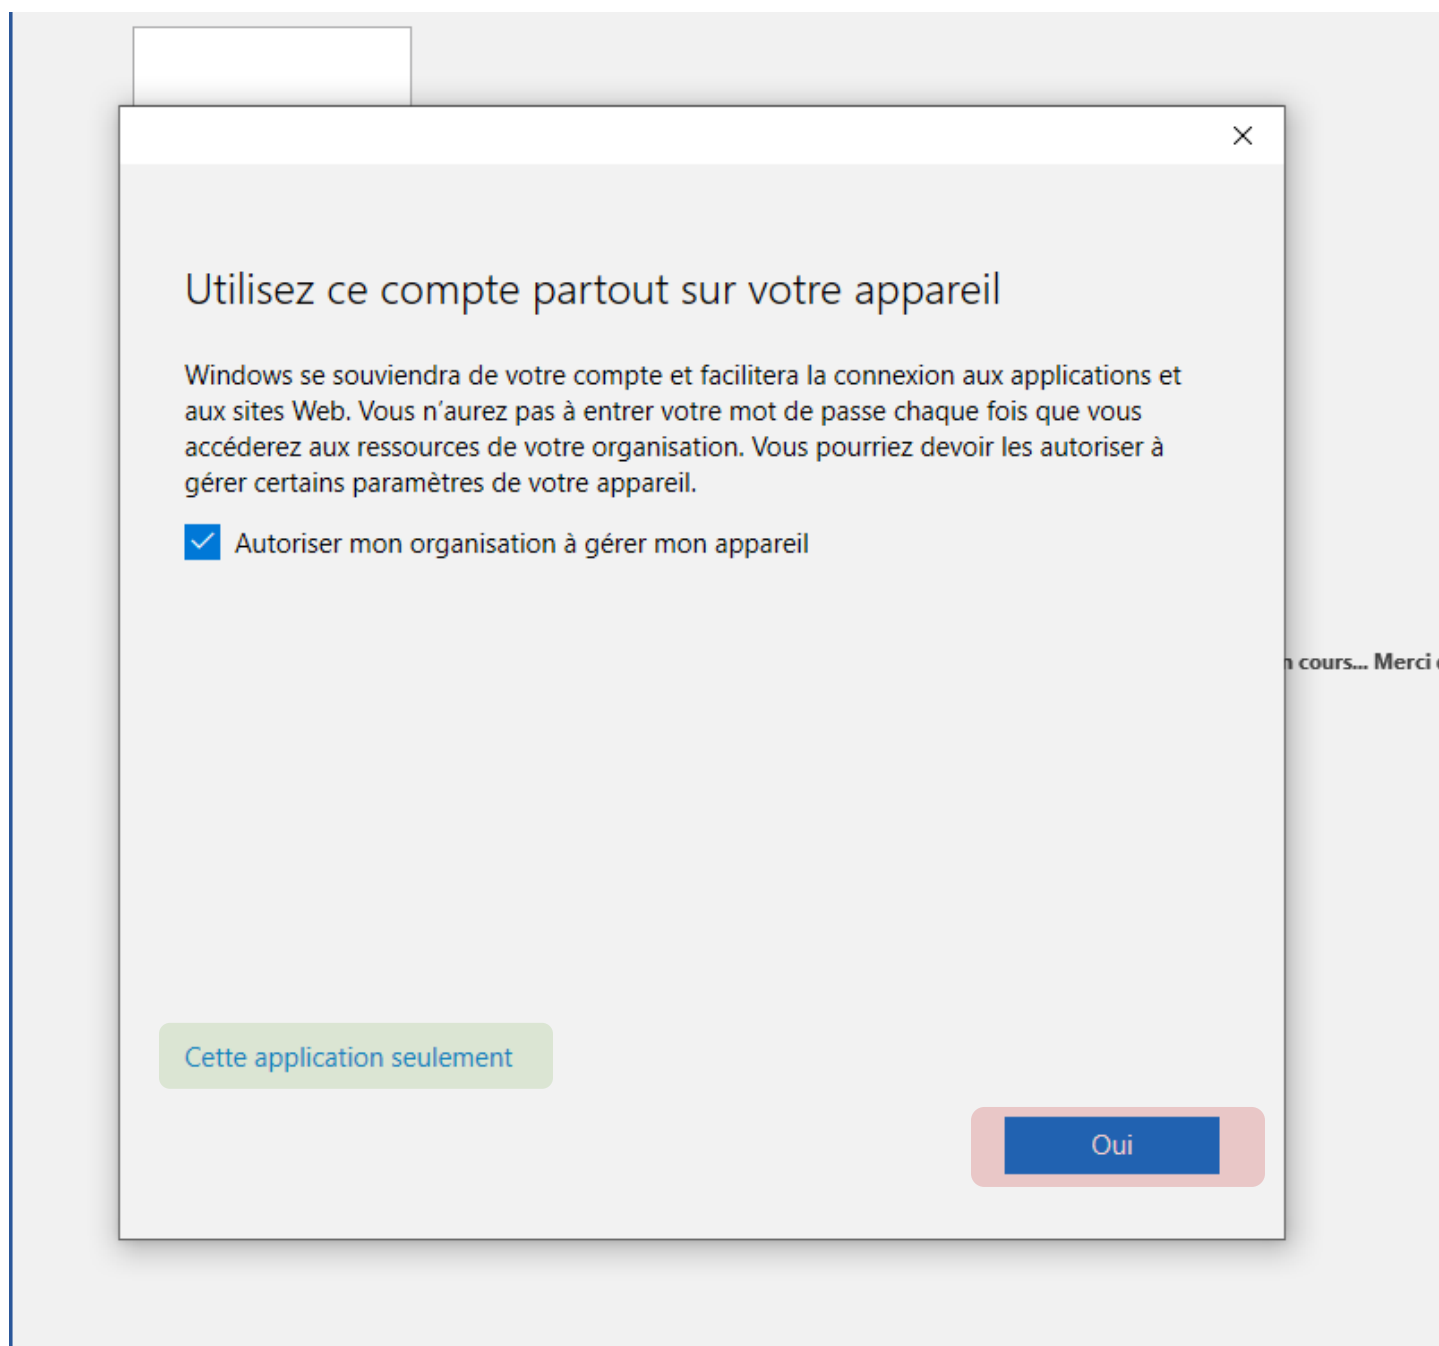 Utilisez ce compte partout sur votre appareil
Windows se souviendra de votre compte et facilitera la connexion aux applications et
aux sites Web. Vous n’aurez pas à entrer votre mot de passe chaque fois que vous
accéderez aux ressources de votre organisation. Vous pourriez devoir les autoriser à
gérer certains paramètres de votre appareil.
Autoriser mon organisation à gérer mon appareil
cours... Merci
Cette application seulement
Oui